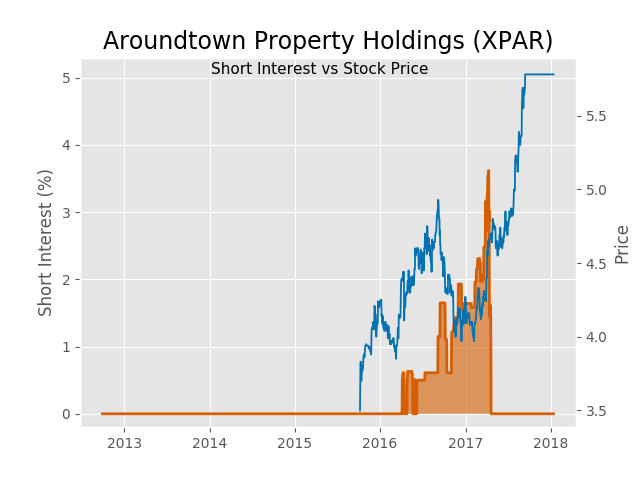 Aroundtown Property Holdings (XPAR)
Short Interest vs Stock Price
Short Interest (%)
5
4
3
2
1
0
5.5
5.0
4.5
4.0
3.5
Price
2013 2014 2015 2016 2017 2018